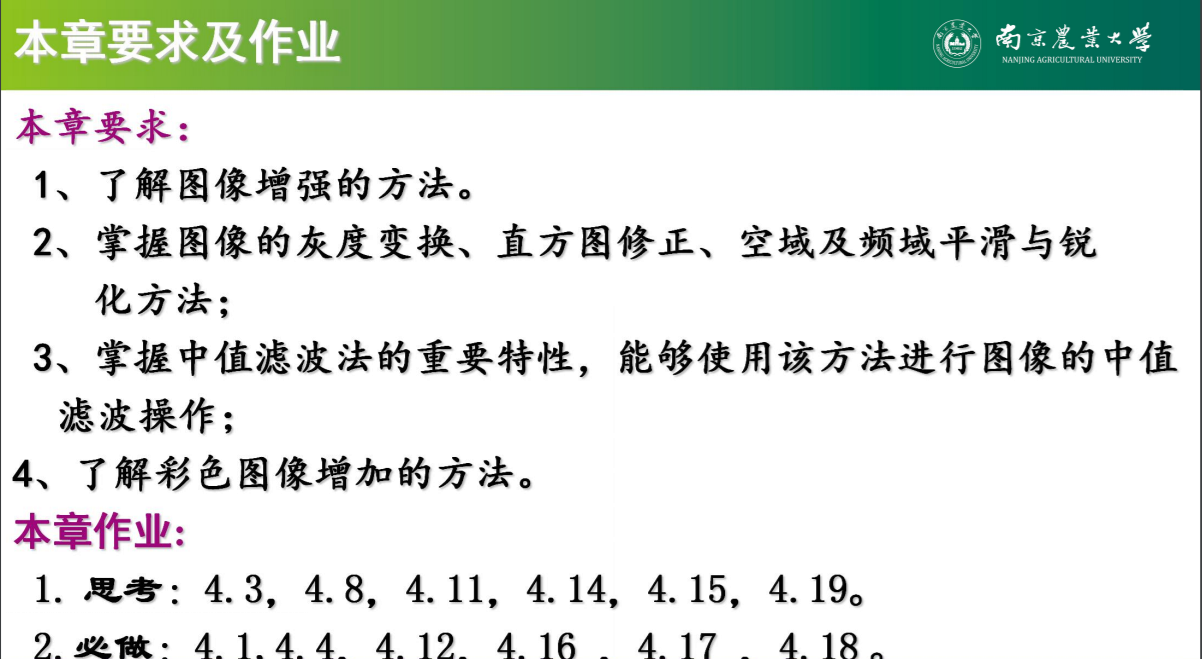 本章要求及作业
南京農業大學
NANJING AGRICULTURAL UNIVERSITY
本章要求：
1、了解图像增强的方法。
2、掌握图像的灰度变换、直方图修正、空域及频域平滑与锐
化方法；
3、掌握中值滤波法的重要特性，能够使用该方法进行图像的中值
滤波操作；
4、了解彩色图像增加的方法。
本章作业:
1. 思考: 4.3, 4.8, 4.11, 4.14, 4.15, 4.19。
2.必做: 4.1,4.4, 4.12, 4.16 , 4.17 , 4.18。